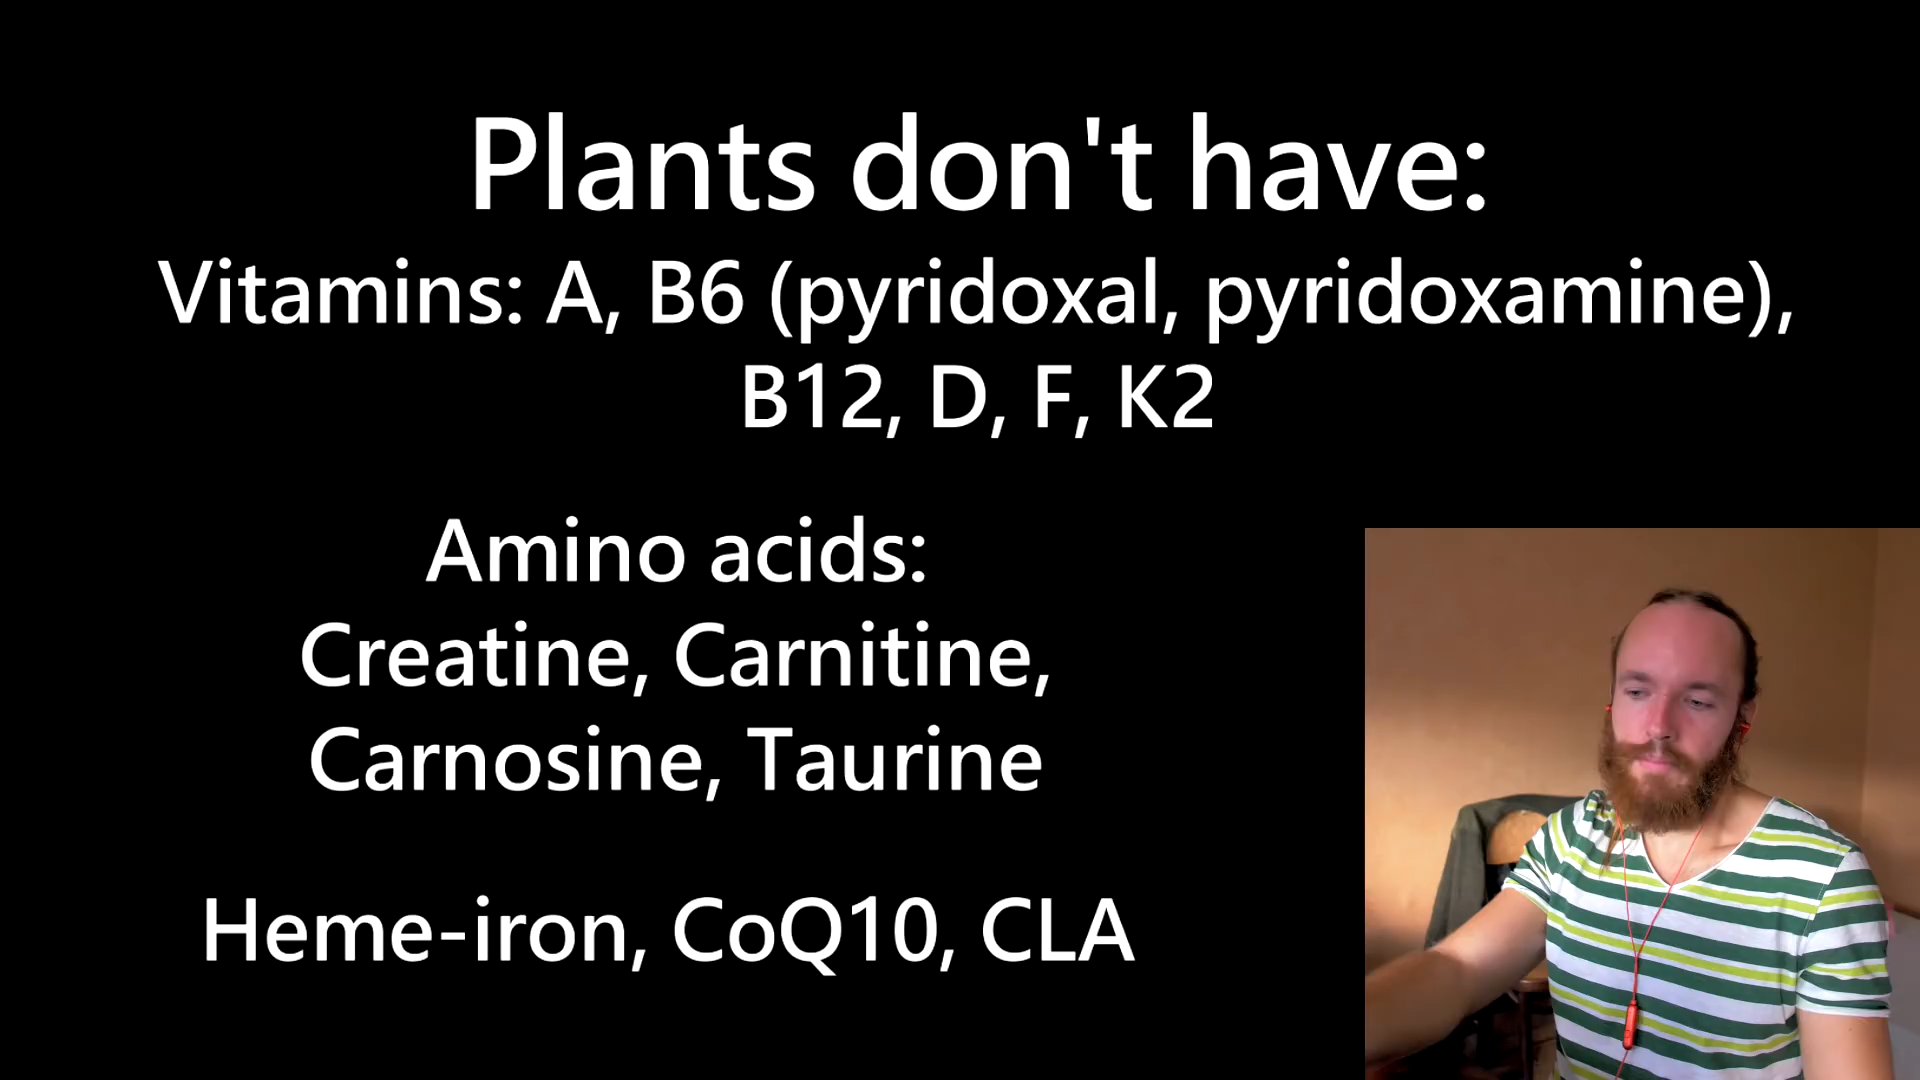 Plants don't have:
Vitamins: A, B6 (pyridoxal, pyridoxamine),
B12, D, F, K2
Amino acids:
Creatine, Carnitine,
Carnosine, Taurine
Heme-iron, CoQ10, CLA